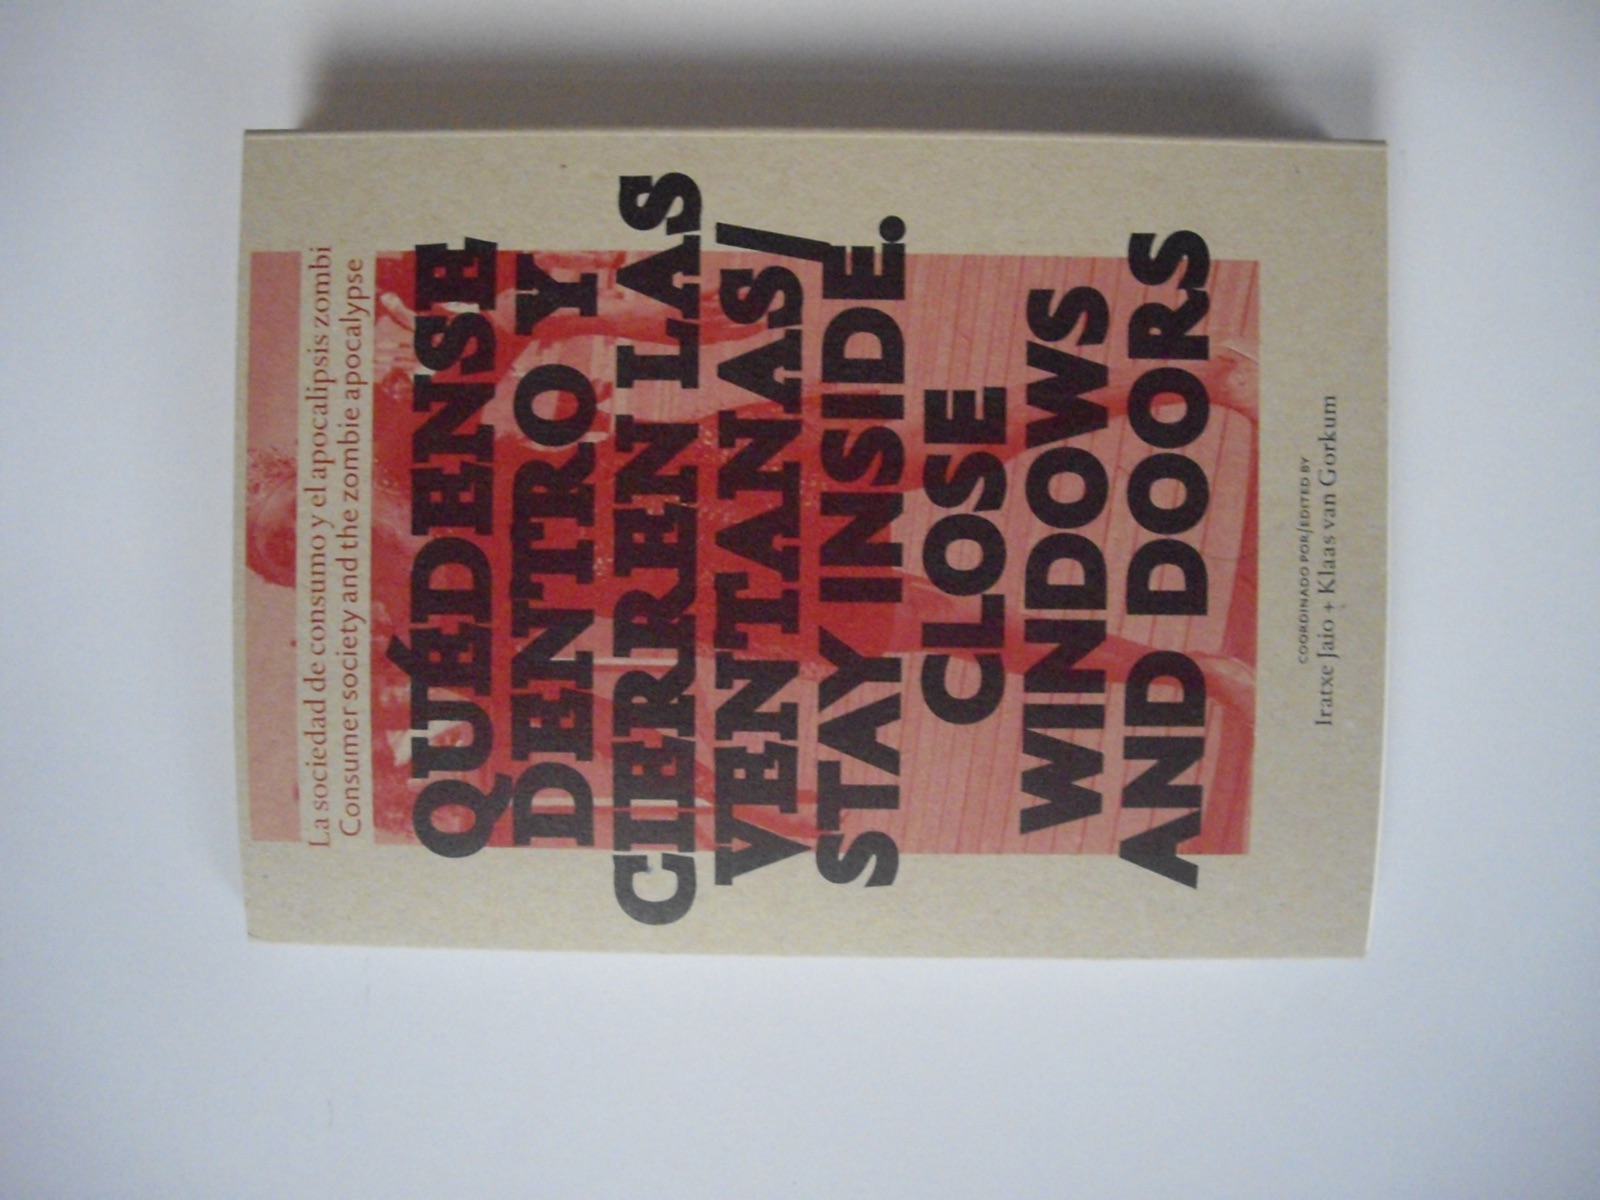 La sociedad de consumo y el apocalipsis zombi
Consumer society and the zombie apocalypse
QUÉDENSE
DENTRO Y
CIERREN LAS
VENTANAS/
STAY INSIDE.
CLOSE
WINDOWS
AND DOORS
COORDINADO POR/EDITED BY
Iratxe Jaio + Klaas van Gorkum